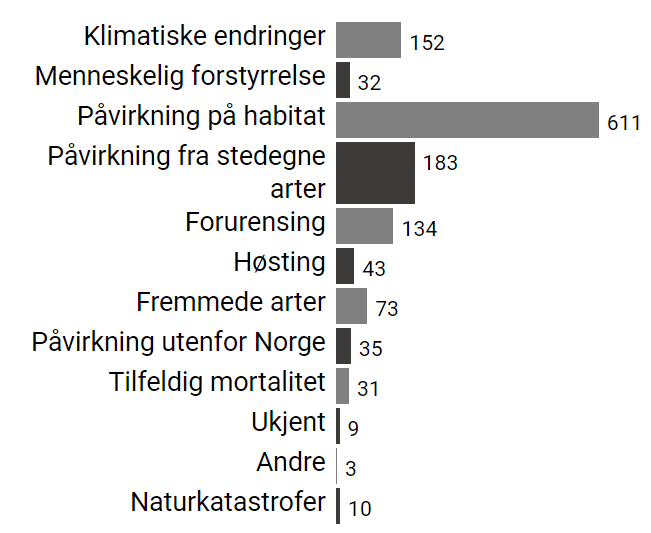 Klimatiske endringer 152
Menneskelig forstyrrelse 32
Påvirkning på habitat 611
Påvirkning fra stedegne 183
arter
Forurensing 134
Høsting 43
Fremmede arter 73
Påvirkning utenfor Norge 35
Tilfeldig mortalitet 31
Ukjent 9
Andre 3
Naturkatastrofer 10